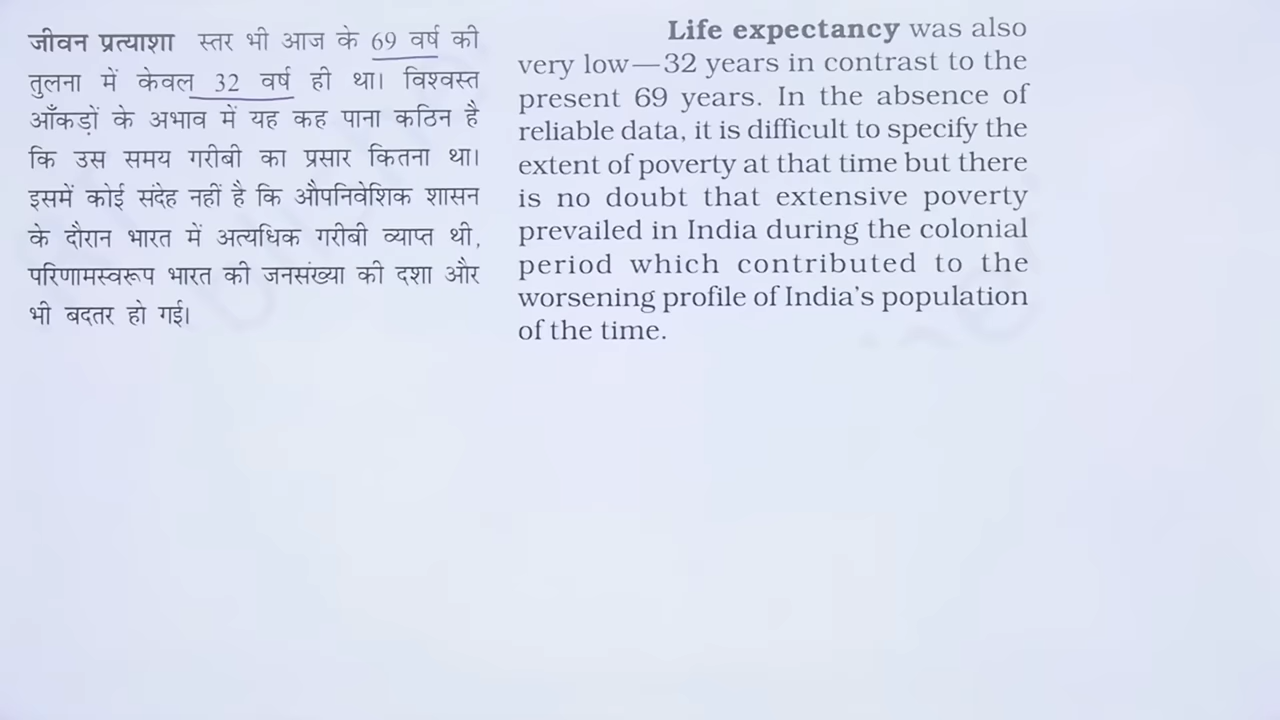 जीवन प्रत्याशा स्तर भी आज के 69 वर्ष की
तुलना में केवल 32 वर्ष ही था। विश्वस्त
आँकड़ों के अभाव में यह कह पाना कठिन है
कि उस समय गरीबी का प्रसार कितना था।
इसमें कोई संदेह नहीं है कि औपनिवेशिक शासन
के दौरान भारत में अत्यधिक गरीबी व्याप्त थी,
परिणामस्वरूप भारत की जनसंख्या की दशा और
भी बदतर हो गई।
Life expectancy was also
very low—32 years in contrast to the
present 69 years. In the absence of
reliable data, it is difficult to specify the
extent of poverty at that time but there
is no doubt that extensive poverty
prevailed in India during the colonial
period which contributed to the
worsening profile of India's population
of the time.